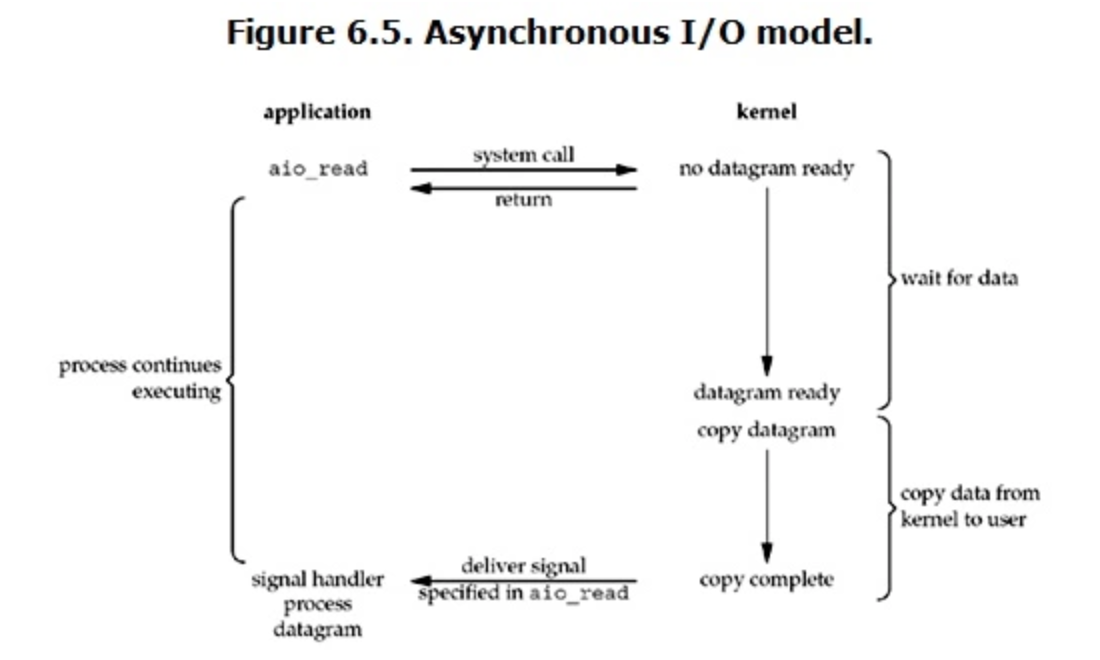 Figure 6.5. Asynchronous I/O model.
application
kernel
aio_read
system call
no datagram ready
return
wait for data
process continues
executing
datagram ready
copy datagram
copy data from
kernel to user
deliver signal
signal handler
copy complete
specified in aio_read
process
datagram